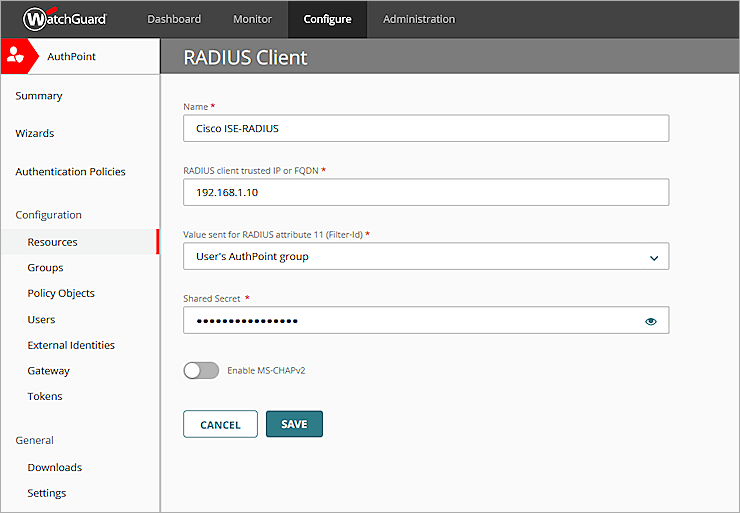 WatchGuard Dashboard Monitor Configure Administration
AuthPoint
RADIUS Client
Summary
Wizards
Authentication Policies
Configuration
Resources
Groups
Policy Objects
Users
External Identities
Gateway
Tokens
General
Downloads
Settings
Name *
Cisco ISE-RADIUS
RADIUS client trusted IP or FQDN *
192.168.1.10
Value sent for RADIUS attribute 11 (Filter-Id) *
User's AuthPoint group
Shared Secret *
••••••••••••••••
Enable MS-CHAPv2
CANCEL SAVE